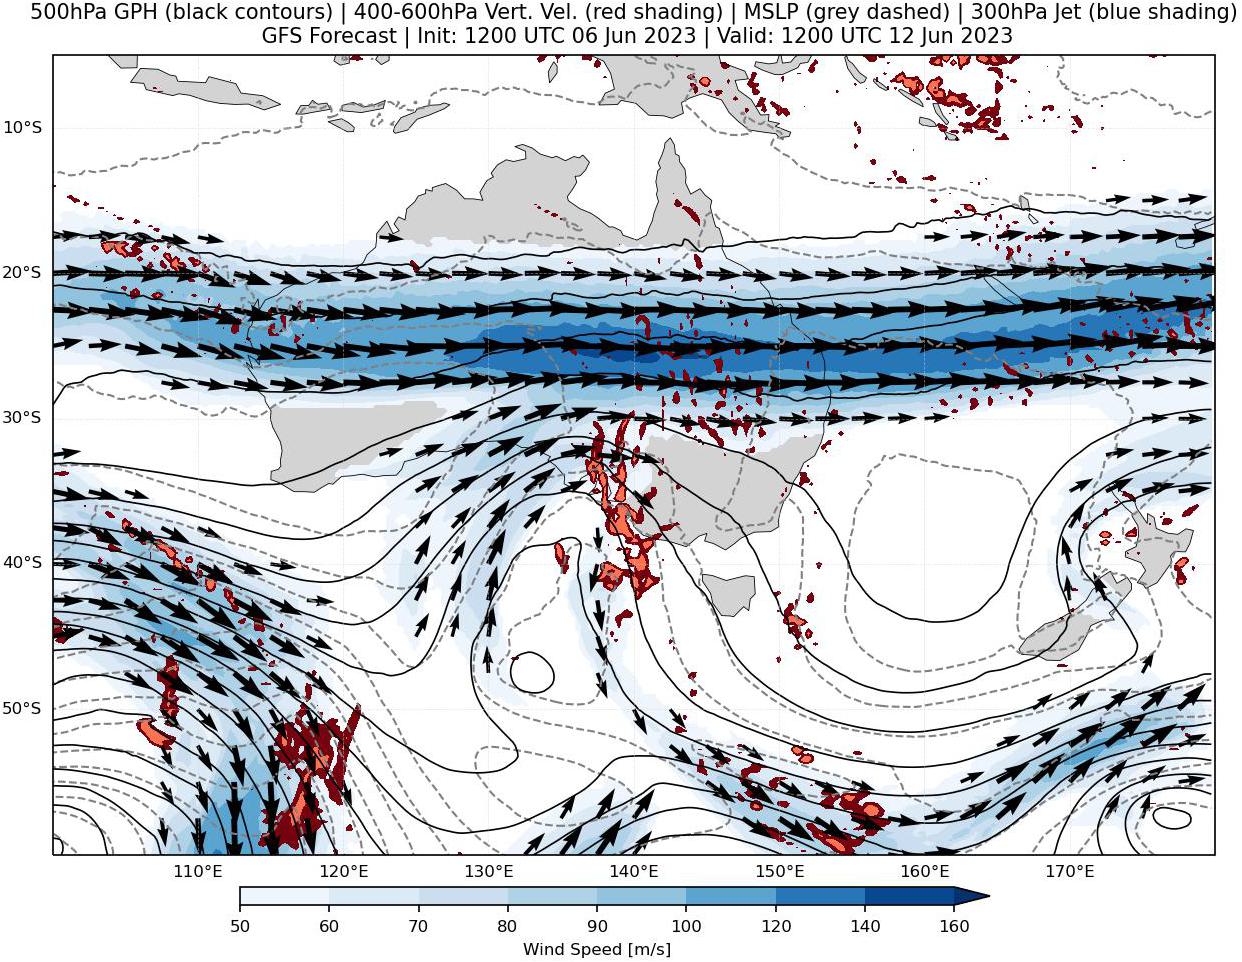 500hPa GPH (black contours) | 400-600hPa Vert. Vel. (red shading) | MSLP (grey dashed) | 300hPa Jet (blue shading)
GFS Forecast | Init: 1200 UTC 06 Jun 2023 | Valid: 1200 UTC 12 Jun 2023
10°S
20°S
30°S
40°S
50°S
110°E 120°E 130°E 140°E 150°E 160°E 170°E
50 60 70 80 90 100 120 140 160
Wind Speed [m/s]